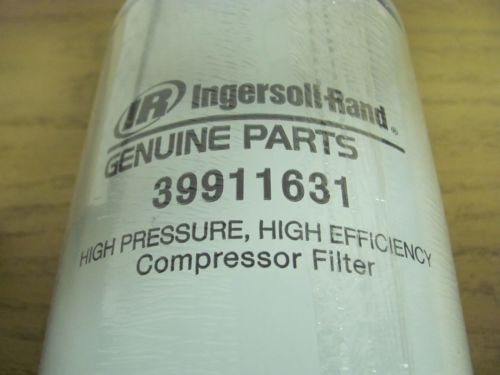 IR Ingersoll-Rand®
GENUINE PARTS
39911631
HIGH PRESSURE, HIGH EFFICIENCY
Compressor Filter